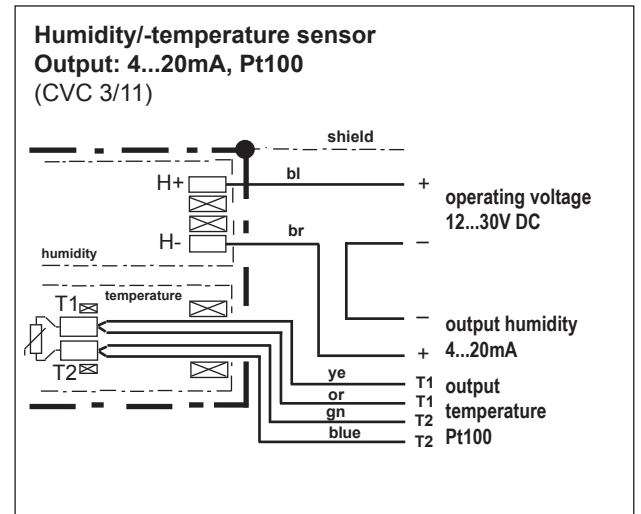 Humidity/-temperature sensor
Output: 4...20mA, Pt100
(CVC 3/11)
shield
H+
bl
+
operating voltage
12...30V DC
H-
br
–
humidity
temperature
T1
–
output humidity
+
4...20mA
T2
ye
T1
output
or
T1
temperature
gn
T2
blue
T2
Pt100